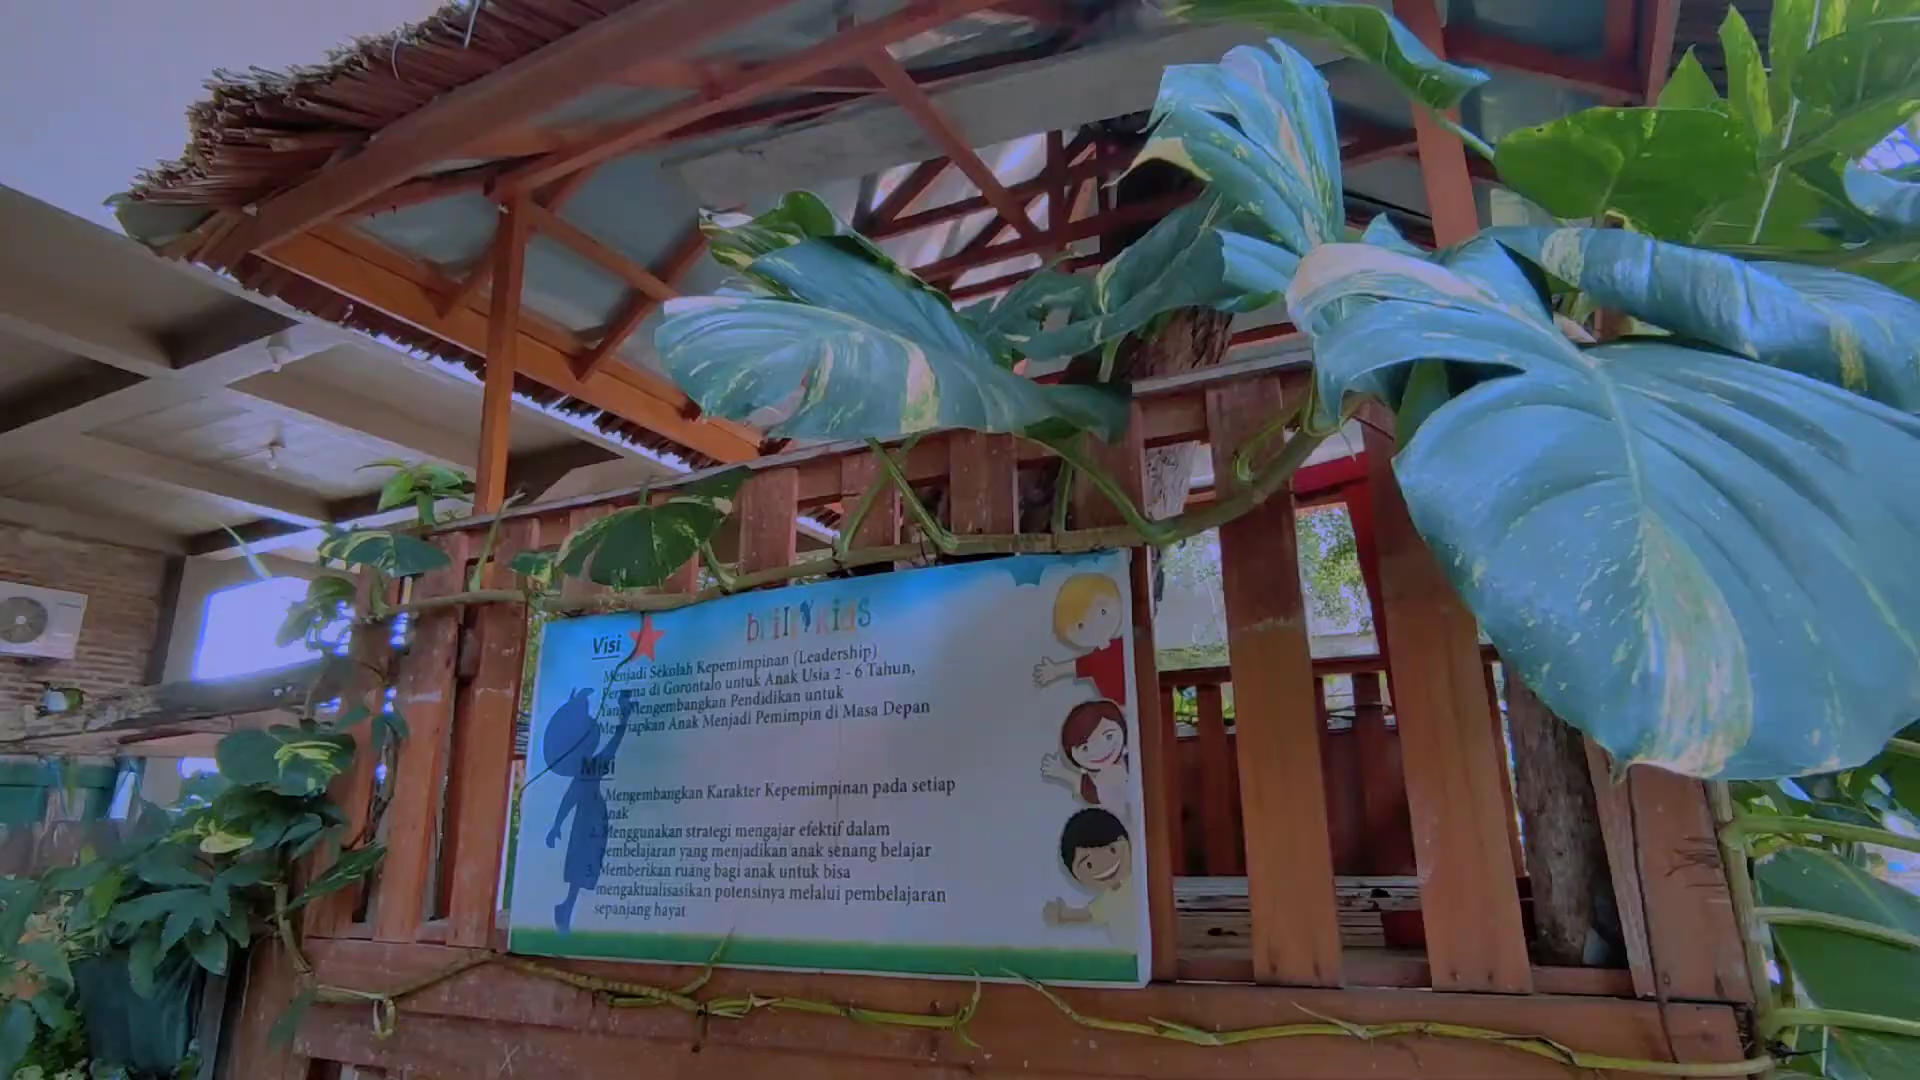 brill kids
Visi
Menjadi Sekolah Kepemimpinan (Leadership)
Pertama di Gorontalo untuk Anak Usia 2 - 6 Tahun,
Yang Mengembangkan Pendidikan untuk
Menyiapkan Anak Menjadi Pemimpin di Masa Depan
Misi
1. Mengembangkan Karakter Kepemimpinan pada setiap
anak
2. Menggunakan strategi mengajar efektif dalam
pembelajaran yang menjadikan anak senang belajar
3. Memberikan ruang bagi anak untuk bisa
mengaktualisasikan potensinya melalui pembelajaran
sepanjang hayat